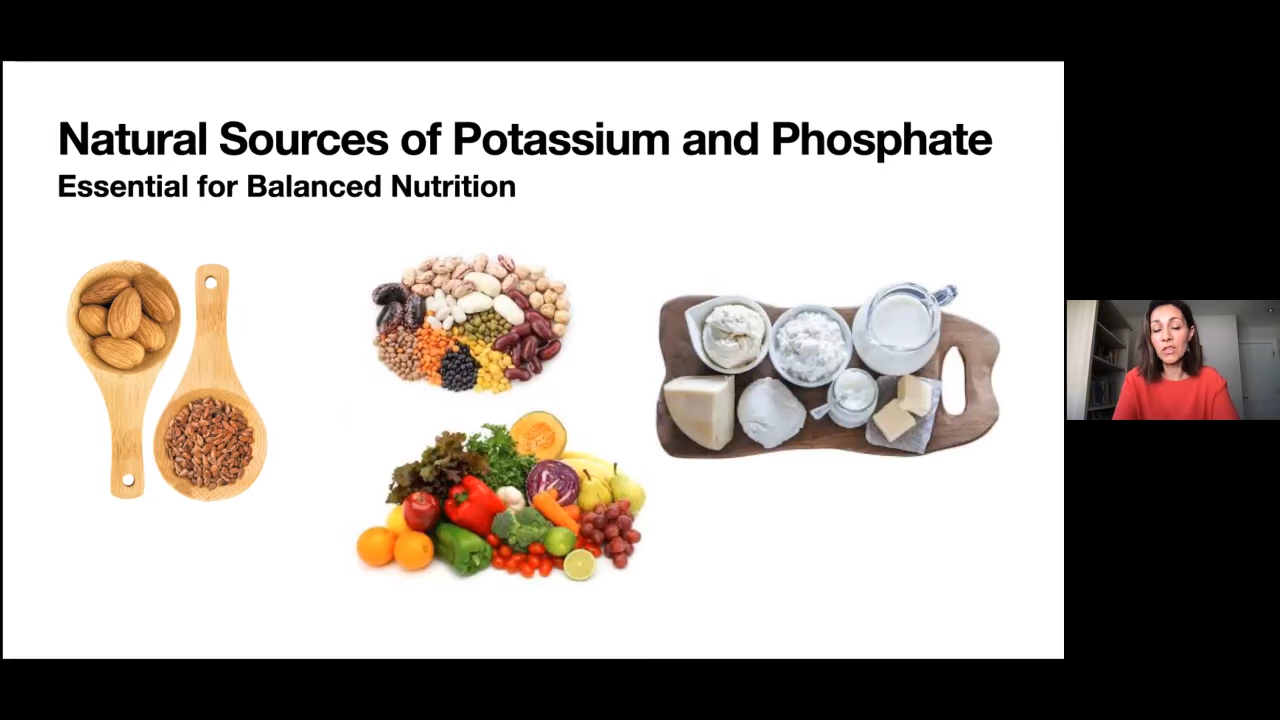 Natural Sources of Potassium and Phosphate
Essential for Balanced Nutrition